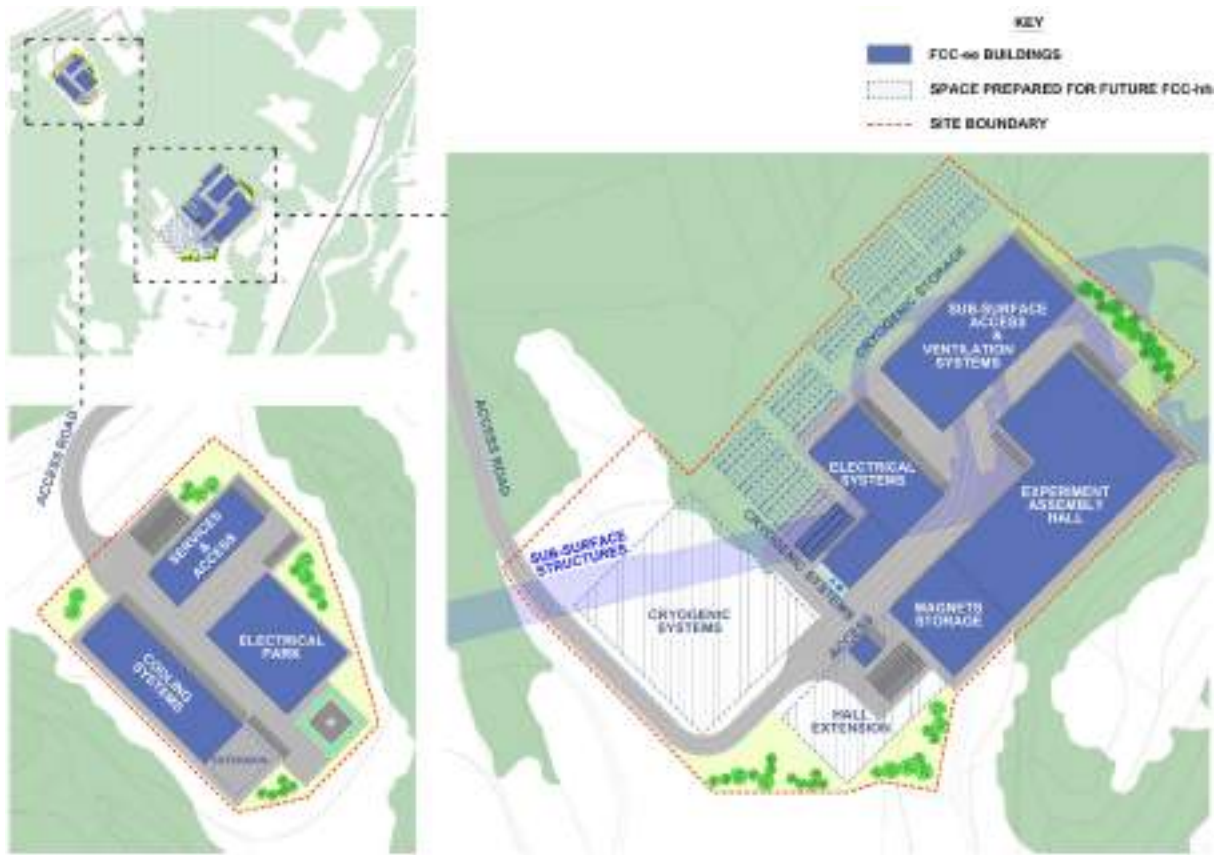 KEY
FCC-ee BUILDINGS
SPACE PREPARED FOR FUTURE FCC-hh
SITE BOUNDARY
ACCESS ROAD
SERVICES
&
ACCESS
ELECTRICAL
PARK
COOLING
SYSTEMS
EXTENSION
ACCESS ROAD
CRYOGENIC STORAGE
SUB-SURFACE
ACCESS
&
VENTILATION
SYSTEMS
ELECTRICAL
SYSTEMS
EXPERIMENT
ASSEMBLY
HALL
SUB-SURFACE
STRUCTURES
CRYOGENIC SYSTEMS
CRYOGENIC
SYSTEMS
MAGNETS
STORAGE
ACCESS
HALL
EXTENSION